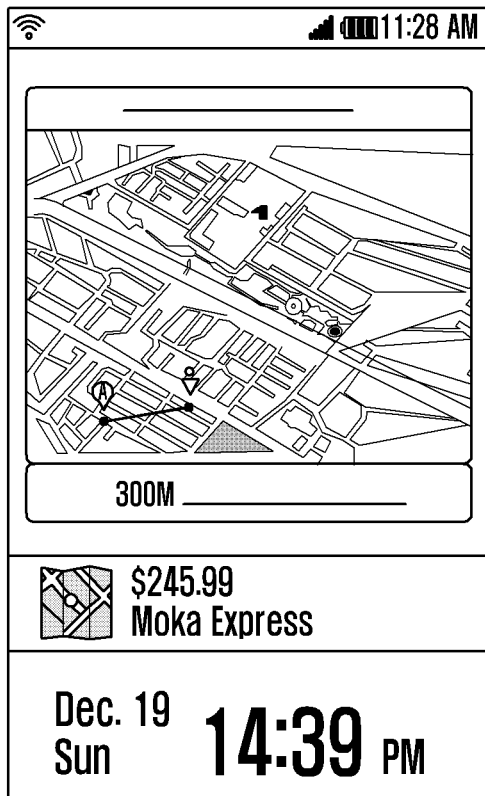 11:28 AM
A
300M
$245.99
Moka Express
Dec. 19
Sun
14:39 PM